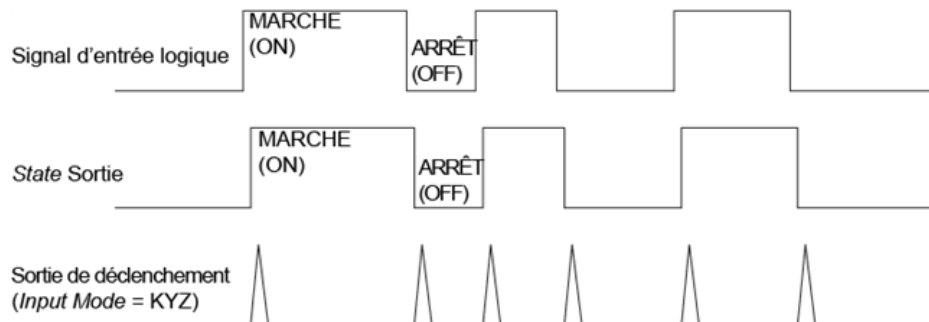 MARCHE
(ON)
Signal d'entrée logique
ARRÊT
(OFF)
MARCHE
(ON)
State Sortie
ARRÊT
(OFF)
Sortie de déclenchement
(Input Mode = KYZ)